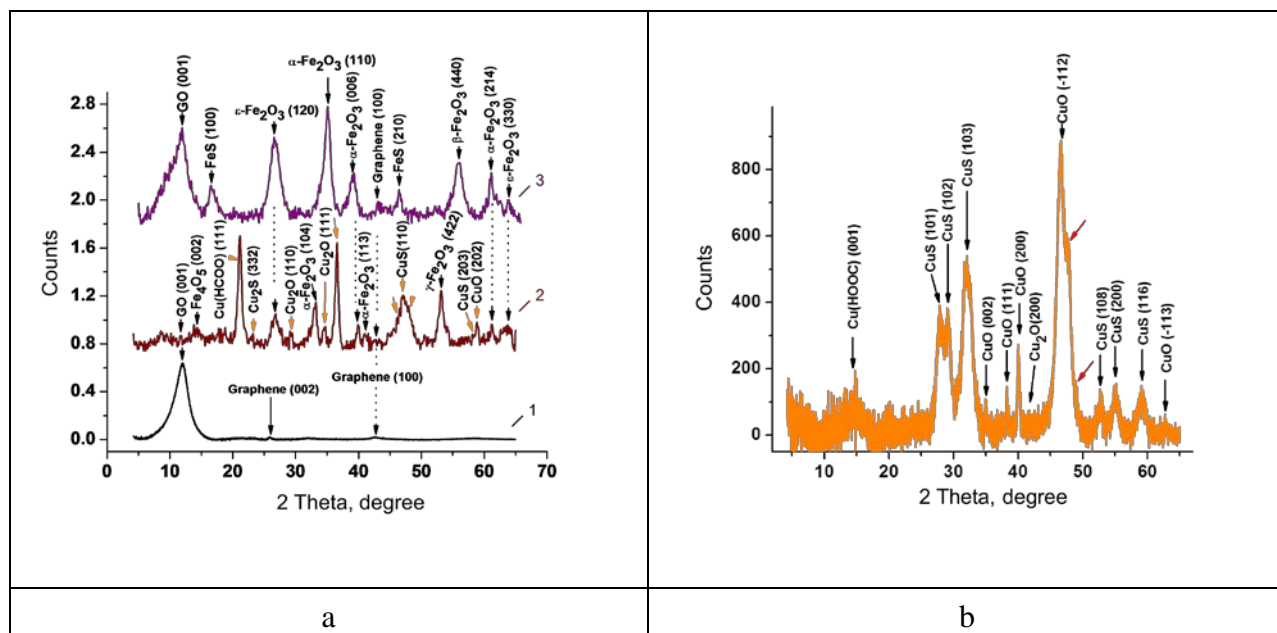 α-Fe2O3 (110)
GO (001)
FeS (100)
ε-Fe2O3 (120)
α-Fe2O3 (006)
Graphene (100)
FeS (210)
β-Fe2O3 (440)
α-Fe2O3 (214)
ε-Fe2O3 (330)
3
GO (001)
Fe4O5 (002)
Cu(HCOO) (111)
Cu2S (332)
Cu2O (110)
α-Fe2O3 (104)
Cu2O (111)
α-Fe2O3 (113)
CuS(110)
γ-Fe2O3 (422)
CuS (203)
CuO (202)
2
Graphene (002)
Graphene (100)
1
Counts
2.8
2.4
2.0
1.6
1.2
0.8
0.4
0.0
0 10 20 30 40 50 60 70
2 Theta, degree
Cu(HOOC) (001)
CuS (101)
CuS (102)
CuS (103)
CuO (002)
CuO (111)
CuO (200)
Cu2O(200)
CuO (-112)
CuS (108)
CuS (200)
CuS (116)
CuO (-113)
Counts
800
600
400
200
0
10 20 30 40 50 60
2 Theta, degree
a
b